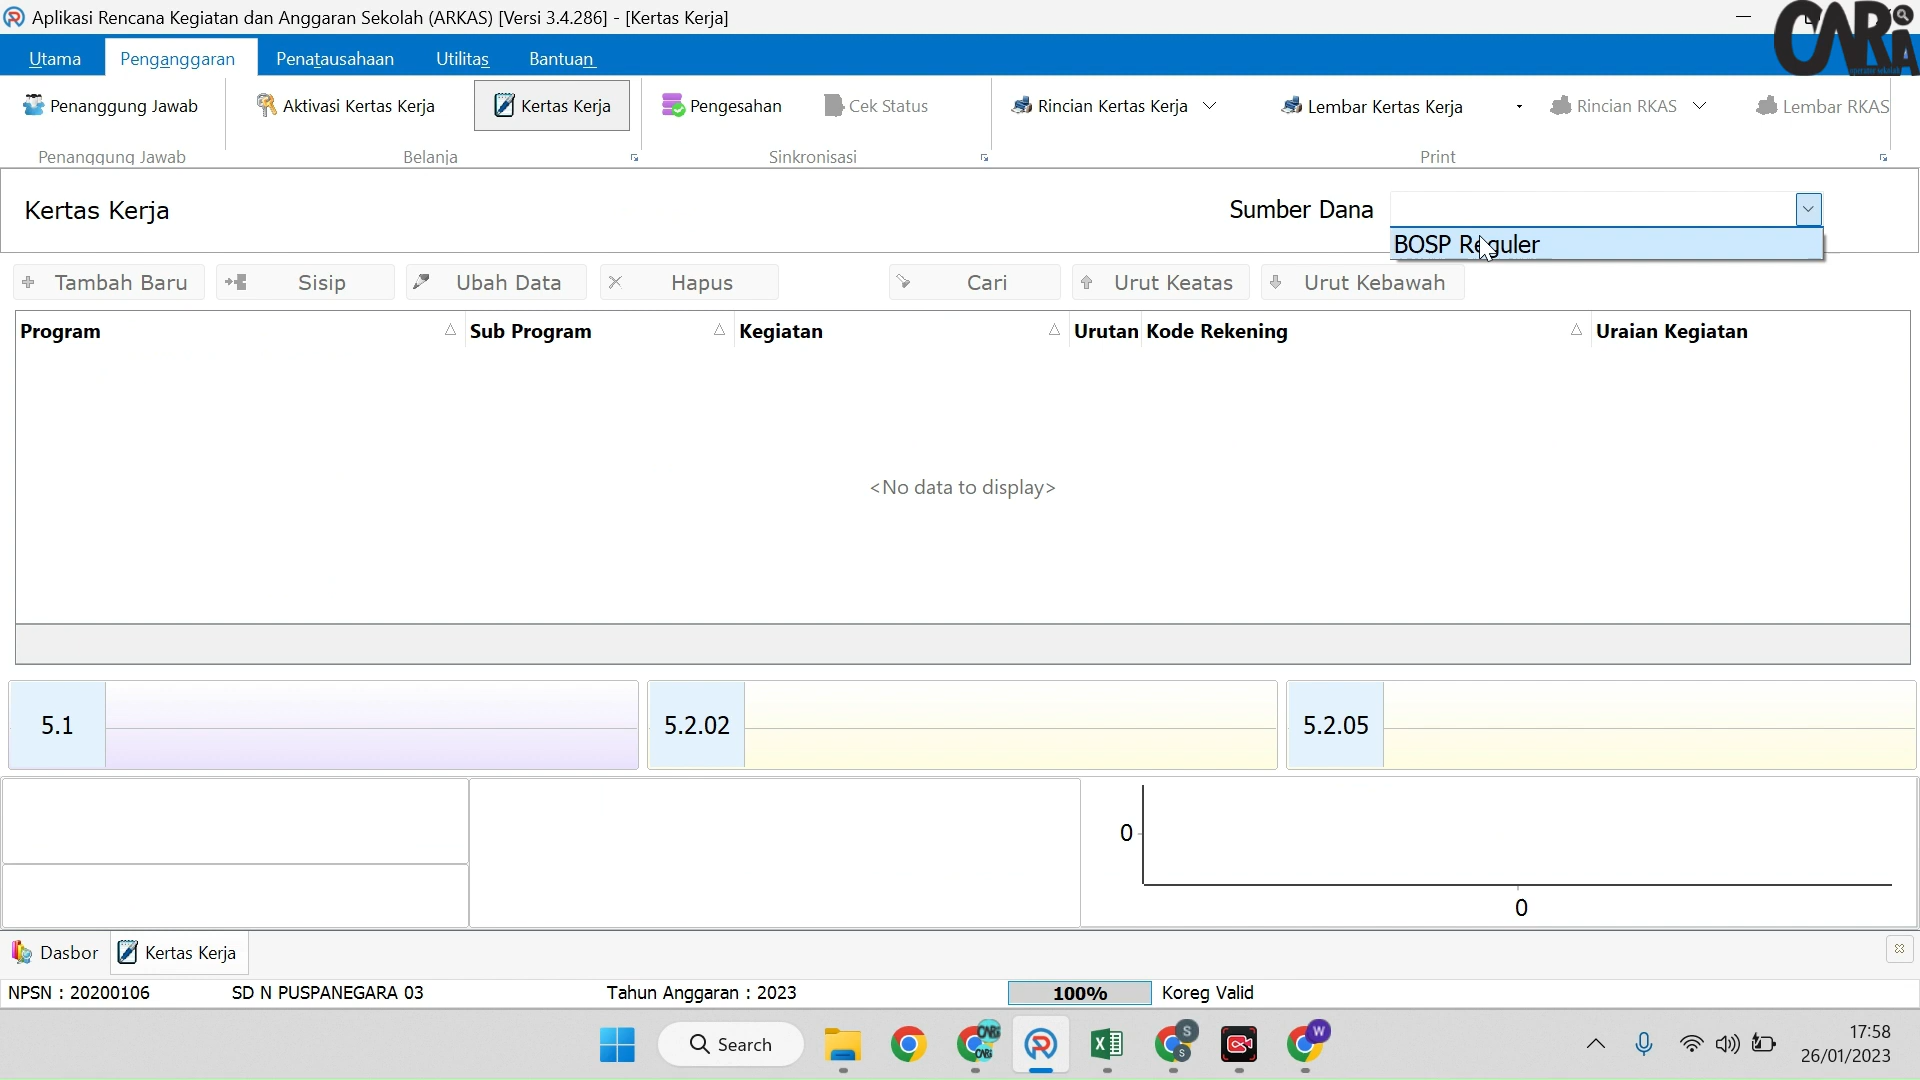 Aplikasi Rencana Kegiatan dan Anggaran Sekolah (ARKAS) [Versi 3.4.286] - [Kertas Kerja]
CARA
Utama Penganggaran Penatausahaan Utilitas Bantuan
Penanggung Jawab Aktivasi Kertas Kerja Kertas Kerja Pengesahan Cek Status Rincian Kertas Kerja Lembar Kertas Kerja Rincian RKAS Lembar RKAS
Penanggung Jawab Belanja Sinkronisasi Print
Kertas Kerja Sumber Dana
BOSP Reguler
Tambah Baru Sisip Ubah Data Hapus Cari Urut Keatas Urut Kebawah
Program Sub Program Kegiatan Urutan Kode Rekening Uraian Kegiatan
<No data to display>
5.1 5.2.02 5.2.05
0
0
Dasbor Kertas Kerja
NPSN : 20200106 SD N PUSPANEGARA 03 Tahun Anggaran : 2023 100% Koreg Valid
Search
S
S
W
CARA
CARA
17:58
26/01/2023